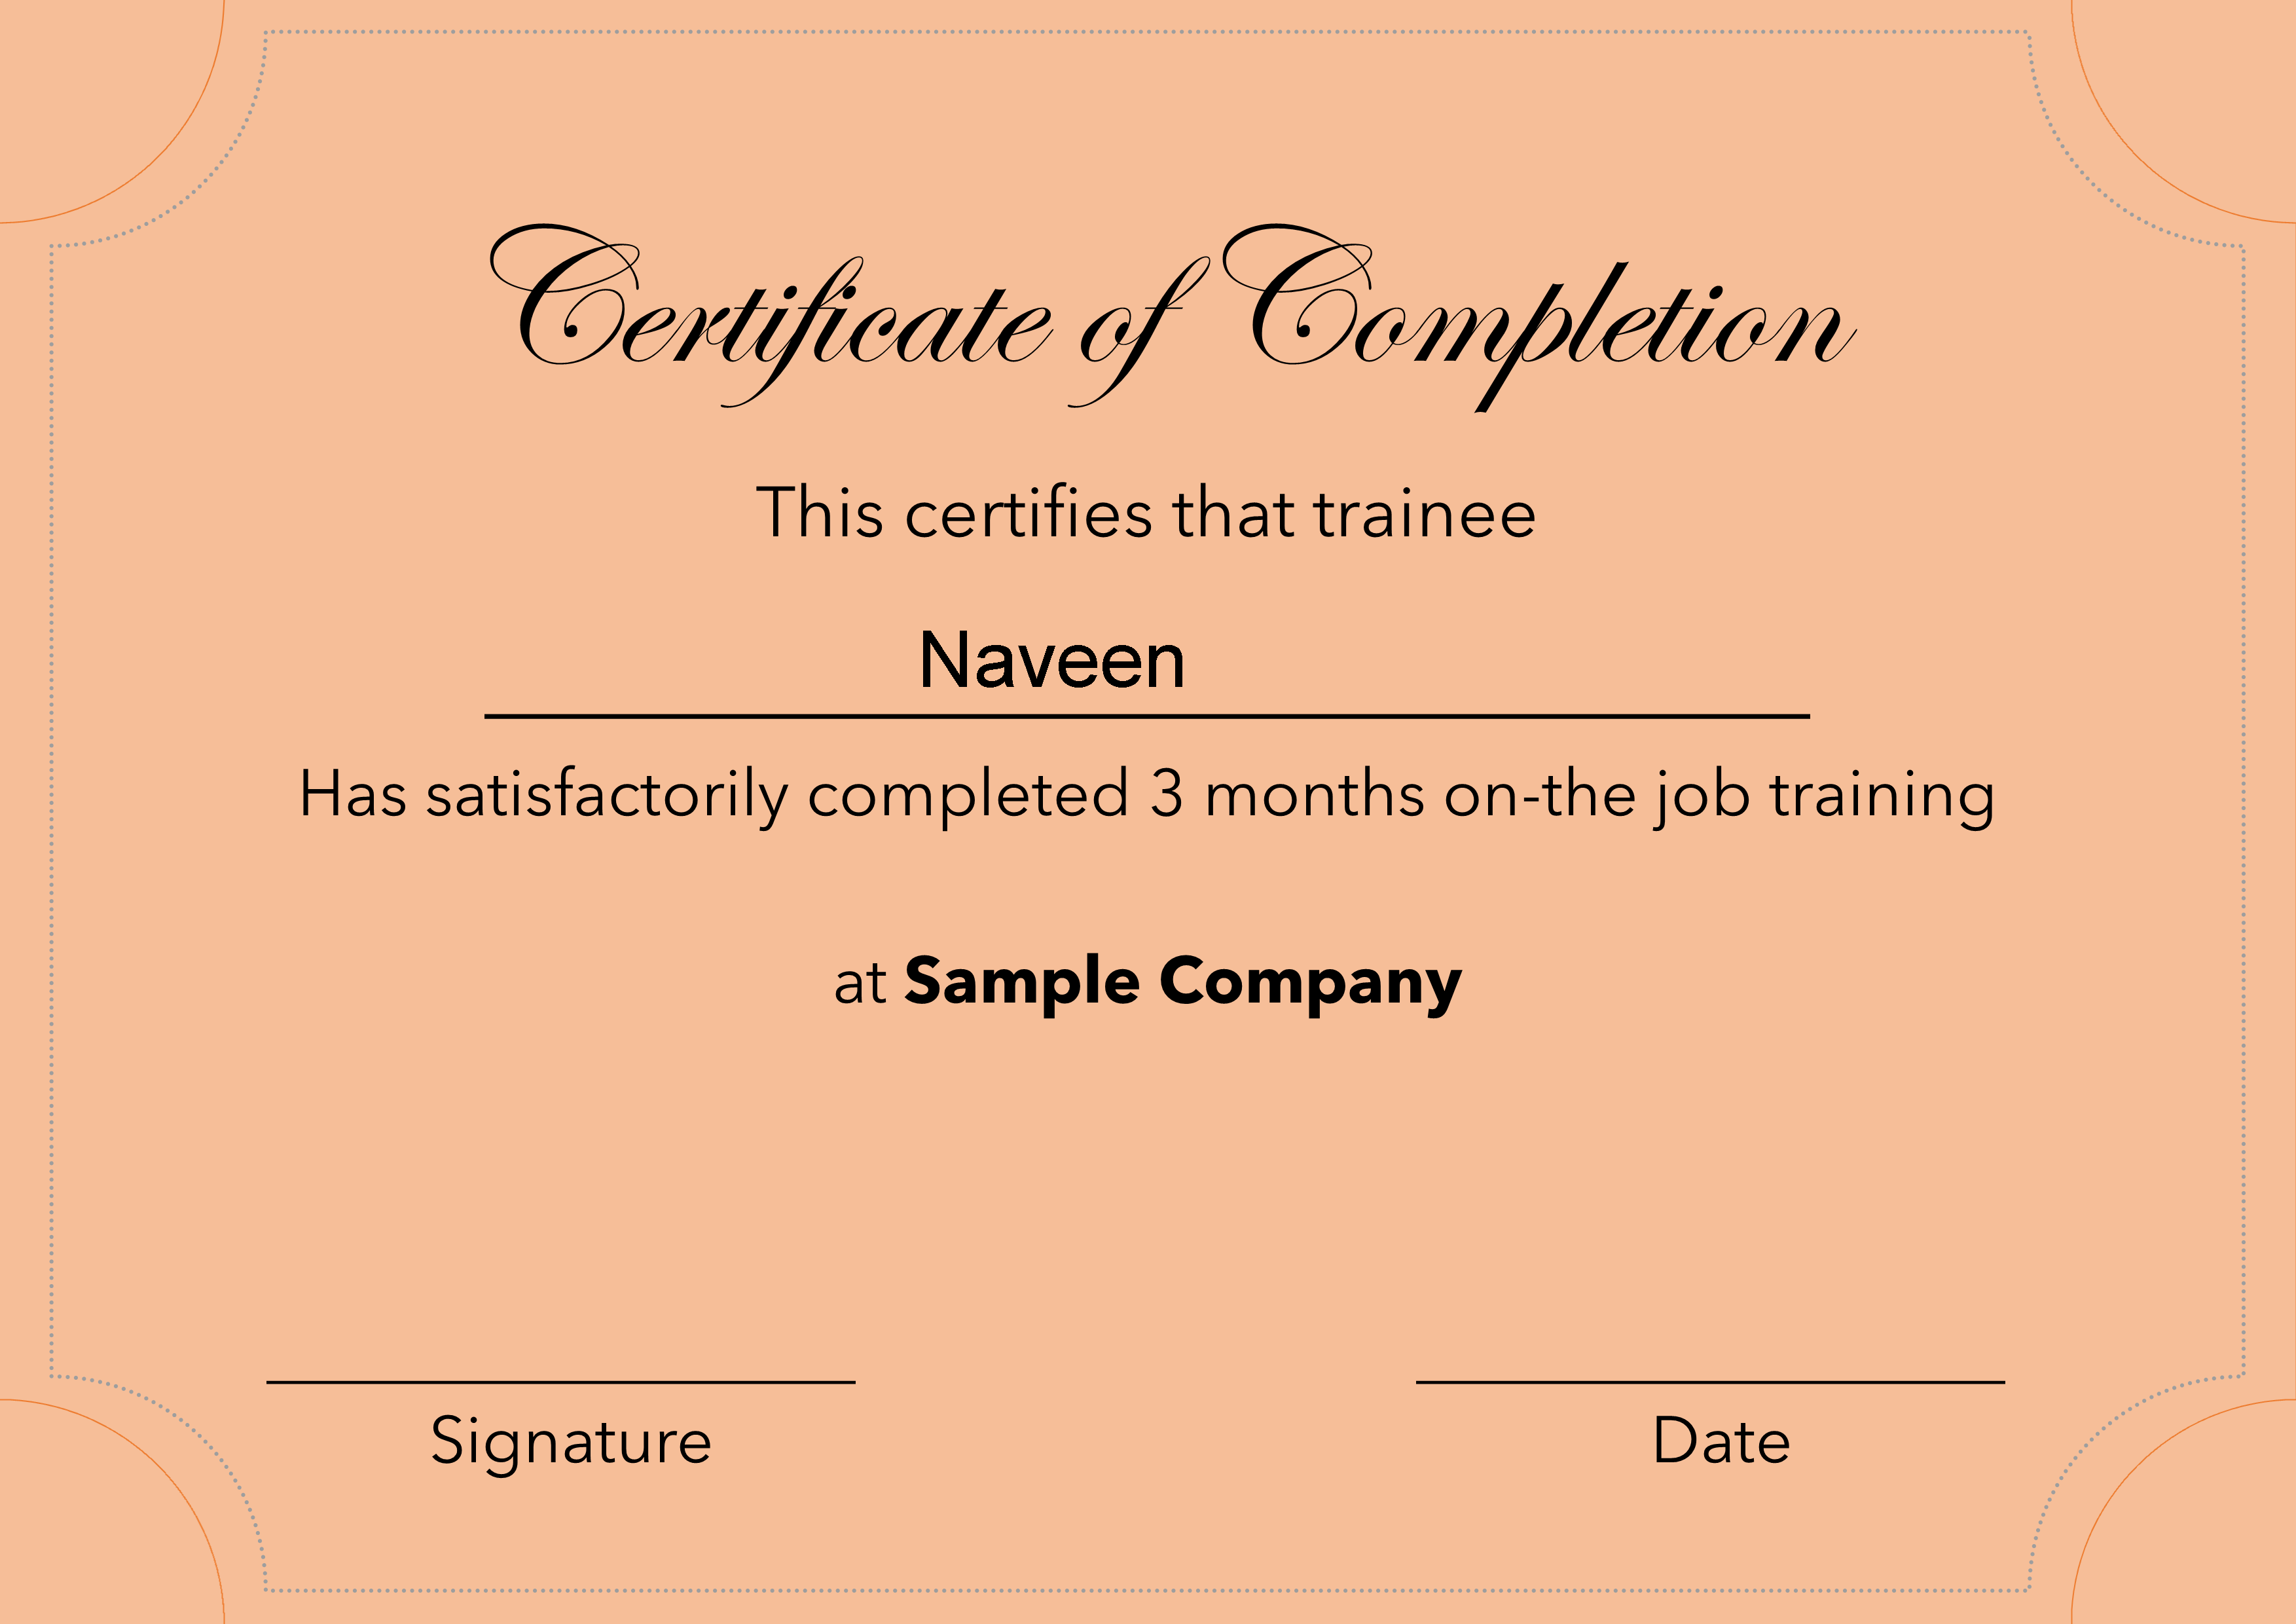 Certificate of Completion
This certifies that trainee
Naveen
Has satisfactorily completed 3 months on-the job training
at Sample Company
Signature
Date